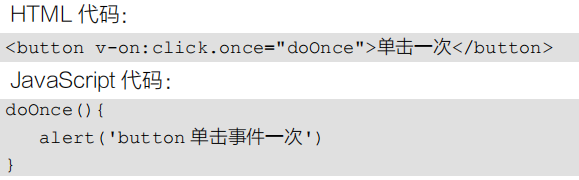 HTML 代码：
<button v-on:click.once="doOnce">单击一次</button>
JavaScript 代码：
doOnce(){
   alert('button 单击事件一次')
}